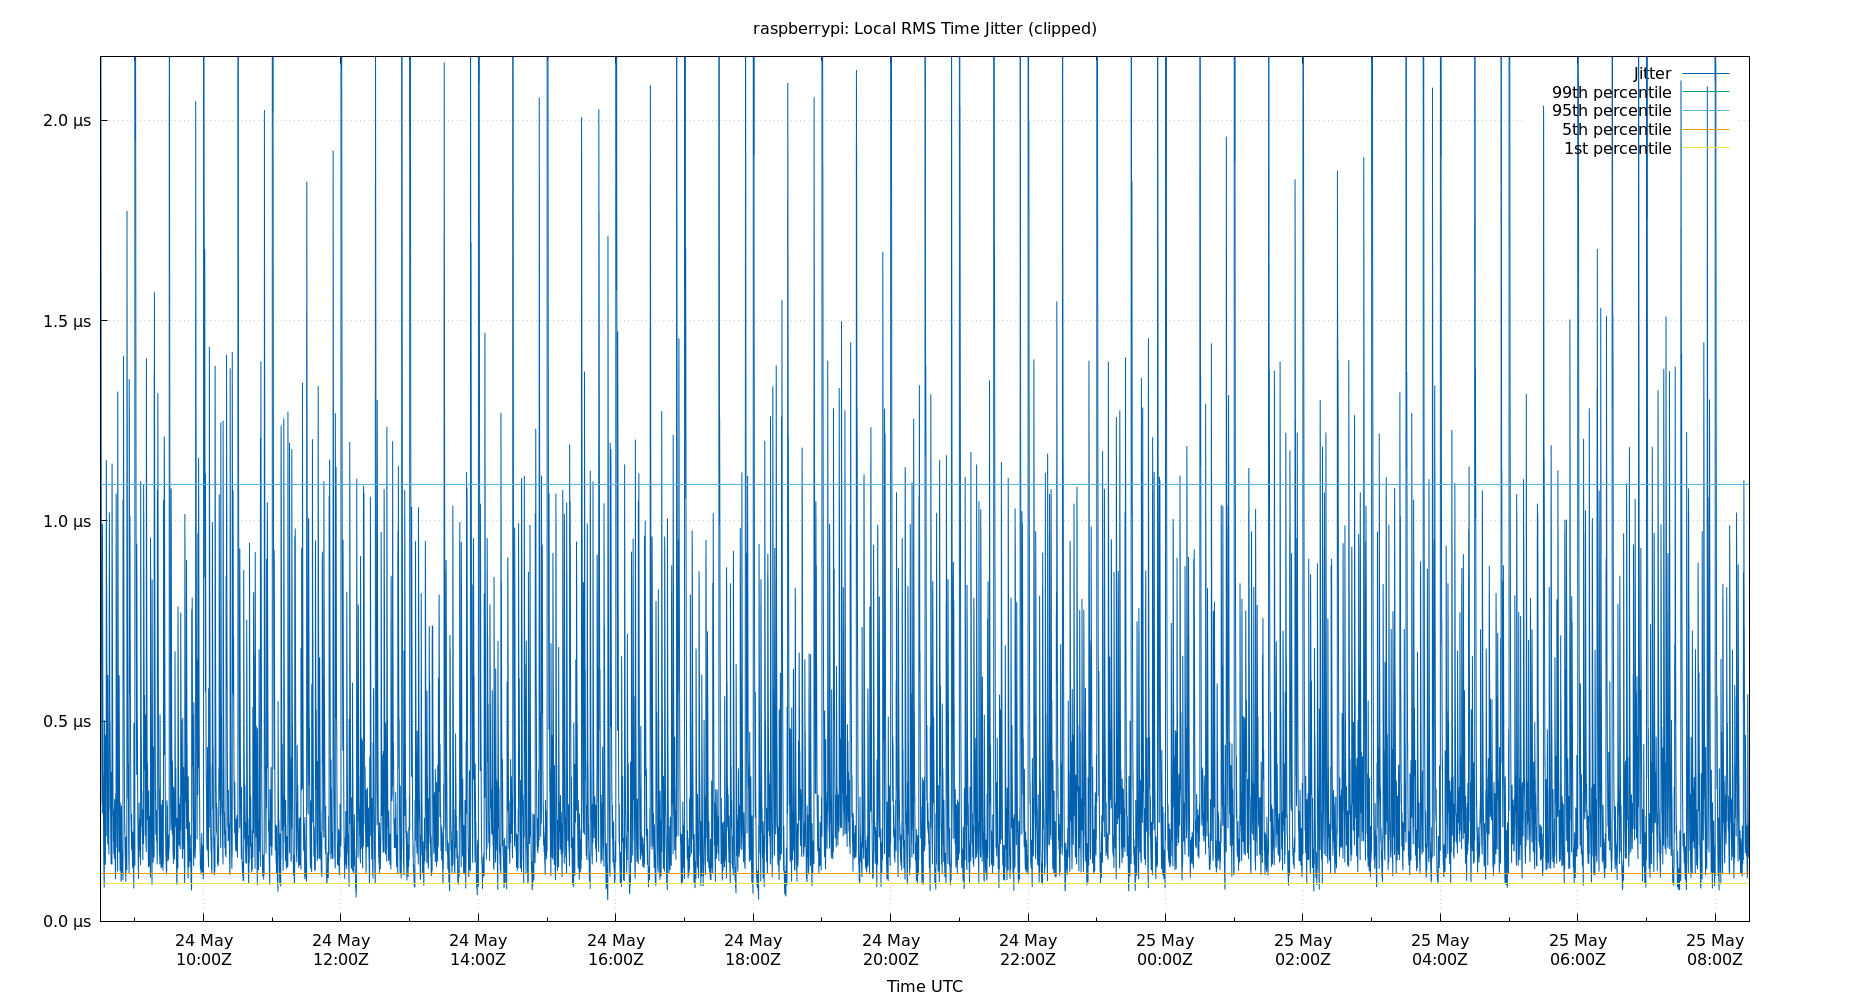 raspberrypi: Local RMS Time Jitter (clipped)
Jitter
99th percentile
95th percentile
5th percentile
1st percentile
2.0 μs
1.5 μs
1.0 μs
0.5 μs
0.0 μs
24 May 24 May 24 May 24 May 24 May 24 May 24 May 25 May 25 May 25 May 25 May 25 May
10:00Z 12:00Z 14:00Z 16:00Z 18:00Z 20:00Z 22:00Z 00:00Z 02:00Z 04:00Z 06:00Z 08:00Z
Time UTC